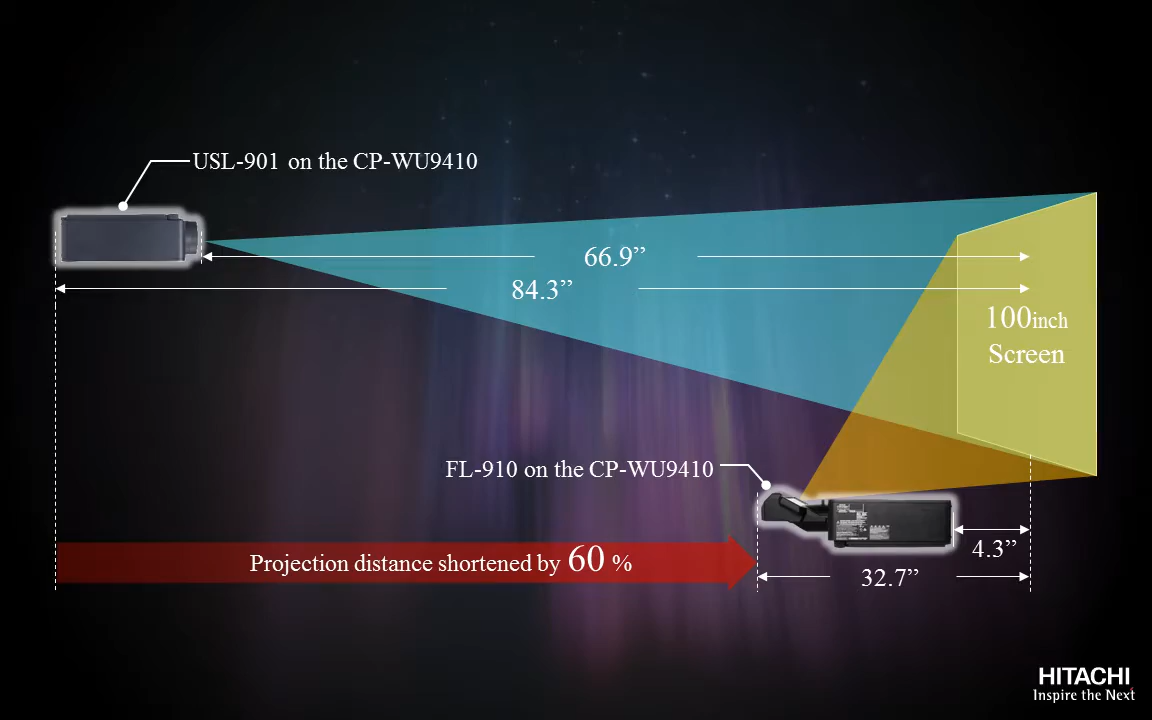 USL-901 on the CP-WU9410
66.9”
84.3”
100inch
Screen
FL-910 on the CP-WU9410
4.3”
Projection distance shortened by 60 %
32.7”
HITACHI
Inspire the Next